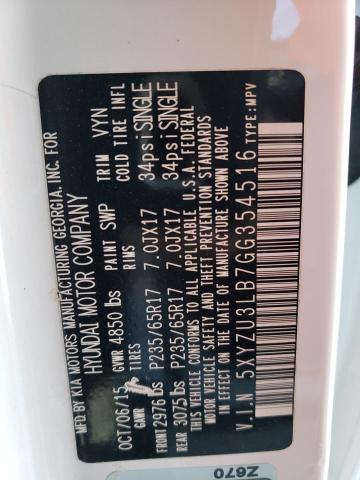 MFD BY KIA MOTORS MANUFACTURING GEORGIA, INC. FOR
HYUNDAI MOTOR COMPANY
OCT/06/15 GVWR 4850 lbs PAINT SWP TRIM VYN
GAWR TIRES RIMS COLD TIRE INFL
FRONT 2976 lbs P235/65R17 7.0JX17 34psi SINGLE
REAR 3075 lbs P235/65R17 7.0JX17 34psi SINGLE
THIS VEHICLE CONFORMS TO ALL APPLICABLE U.S.A. FEDERAL
MOTOR VEHICLE SAFETY AND THEFT PREVENTION STANDARDS
IN EFFECT ON THE DATE OF MANUFACTURE SHOWN ABOVE
V.I.N 5XYZU3LB7GG354516 TYPE: MPV
Z670